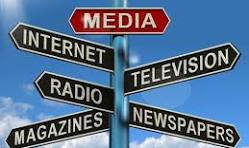 MEDIA
INTERNET
TELEVISION
RADIO
MAGAZINES
NEWSPAPERS